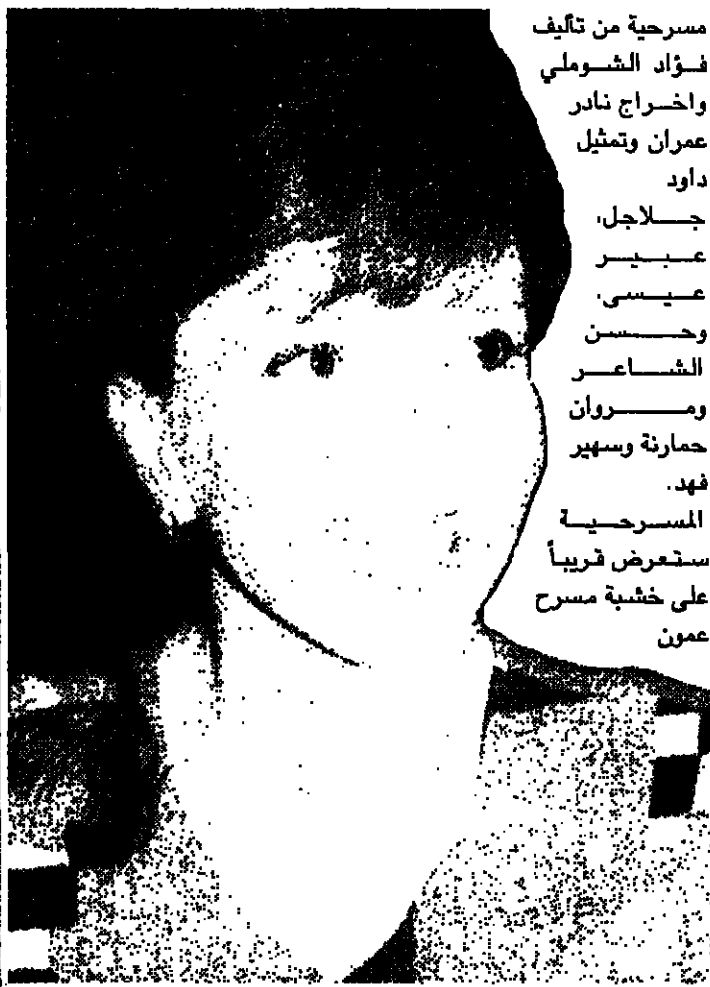 مسرحية من تأليف
فؤاد الشوملي
واخراج نادر
عمران وتمثيل
داود
جلاجل،
عبير
عيسى،
وحسن
الشاعر
ومروان
حمارنة وسهير
فهد.
المسرحية
ستعرض قريباً
على خشبة مسرح
عمون